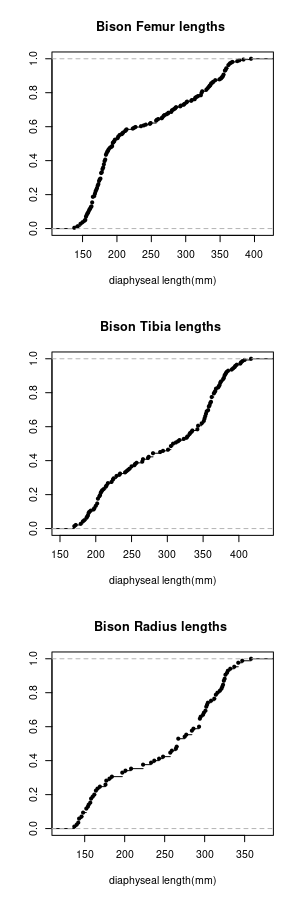 Bison Femur lengths
1.0
0.8
0.6
0.4
0.2
0.0
150 200 250 300 350 400
diaphyseal length(mm)
Bison Tibia lengths
1.0
0.8
0.6
0.4
0.2
0.0
150 200 250 300 350 400
diaphyseal length(mm)
Bison Radius lengths
1.0
0.8
0.6
0.4
0.2
0.0
150 200 250 300 350
diaphyseal length(mm)